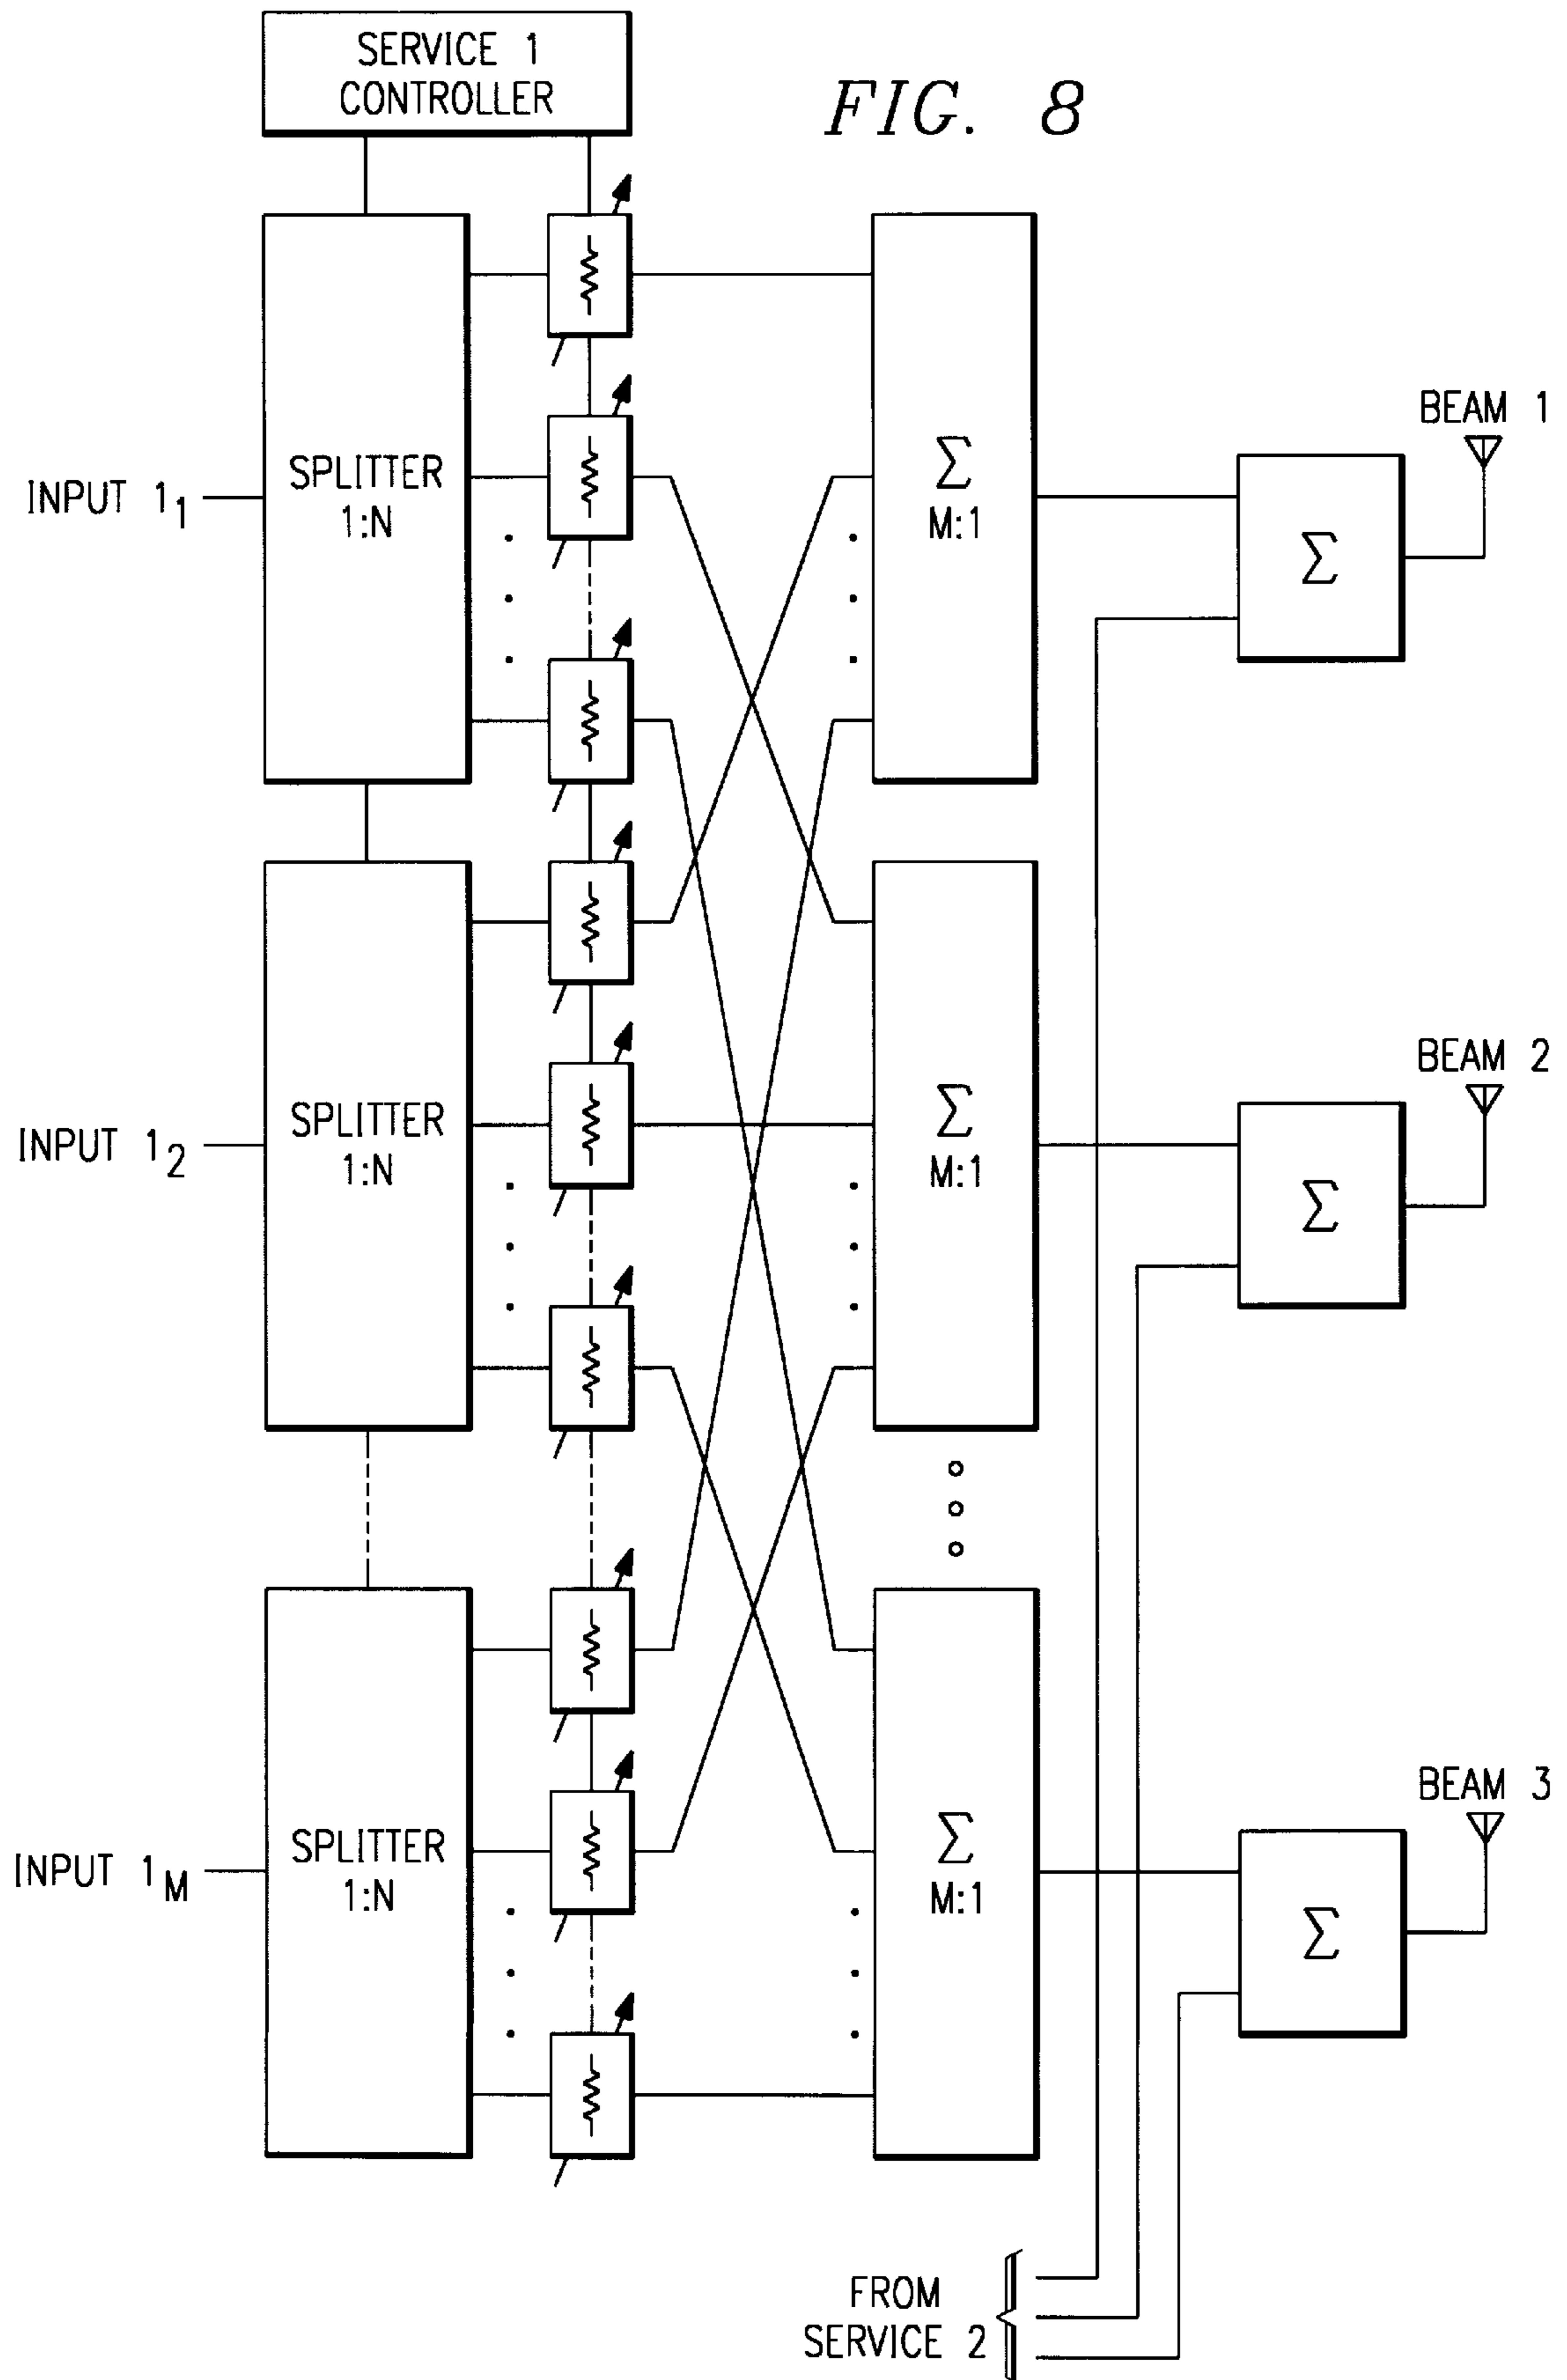 SERVICE 1
CONTROLLER
FIG. 8
INPUT 1₁
SPLITTER
1:N
Σ
M:1
Σ
BEAM 1
INPUT 1₂
SPLITTER
1:N
Σ
M:1
Σ
BEAM 2
INPUT 1_M
SPLITTER
1:N
Σ
M:1
Σ
BEAM 3
FROM
SERVICE 2